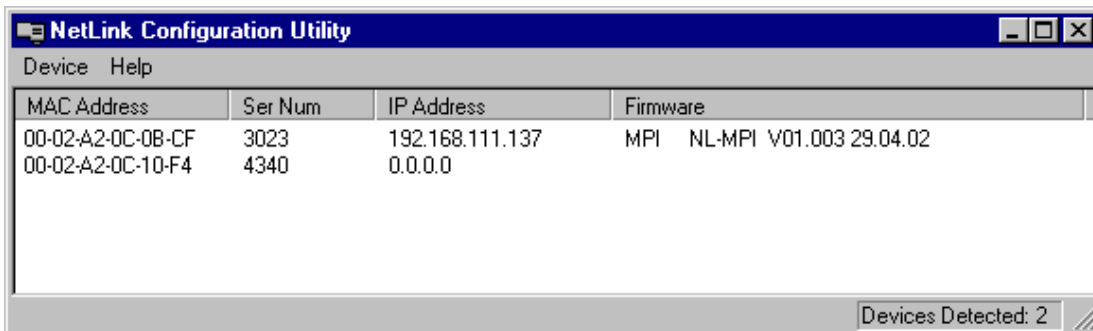 NetLink Configuration Utility
Device Help
MAC Address Ser Num IP Address Firmware
00-02-A2-0C-0B-CF 3023 192.168.111.137 MPI NL-MPI V01.003 29.04.02
00-02-A2-0C-10-F4 4340 0.0.0.0
Devices Detected: 2